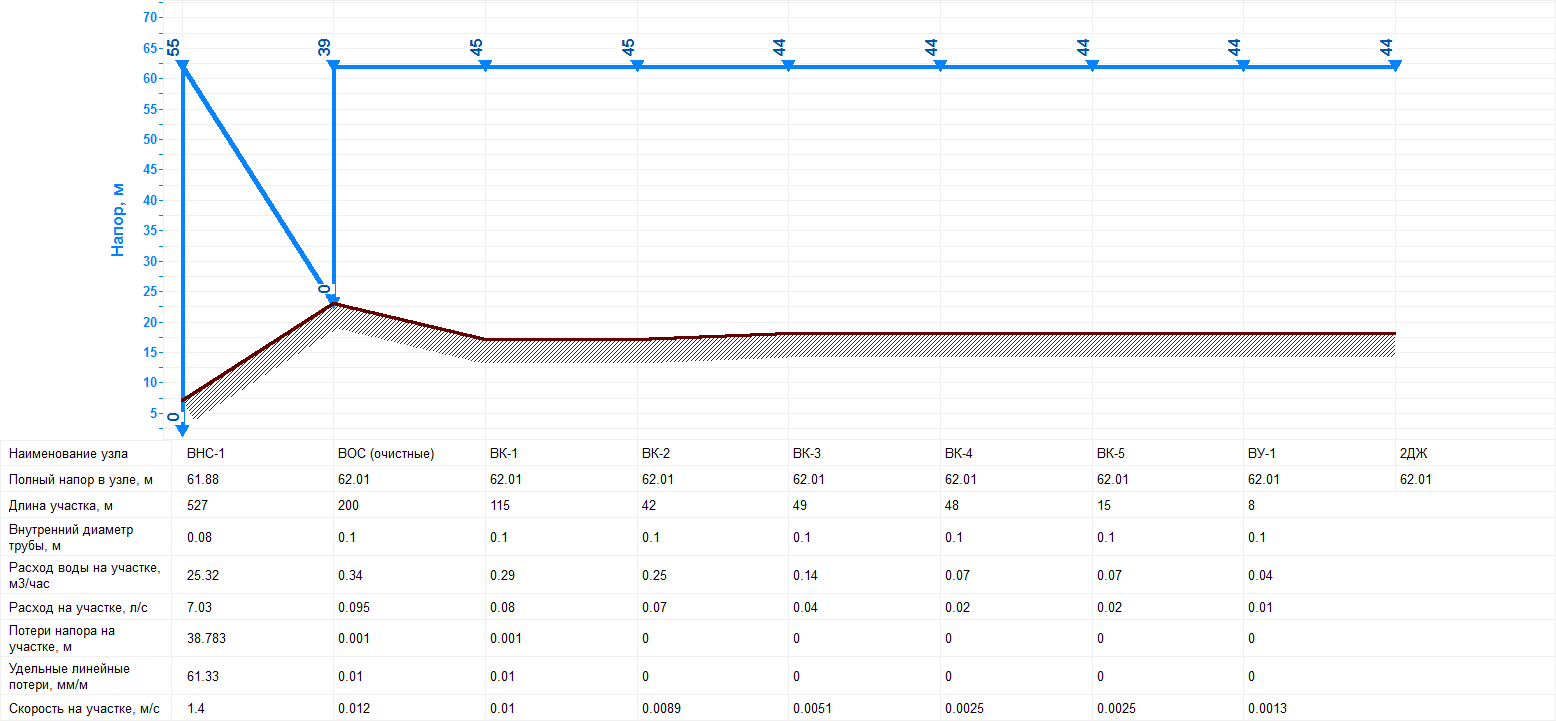 70
65
60
55
50
45
40
35
30
25
20
15
10
5
Напор, м
55
39
45
45
44
44
44
44
44
0
0
Наименование узла ВНС-1 ВОС (очистные) ВК-1 ВК-2 ВК-3 ВК-4 ВК-5 ВУ-1 2ДЖ
Полный напор в узле, м 61.88 62.01 62.01 62.01 62.01 62.01 62.01 62.01 62.01
Длина участка, м 527 200 115 42 49 48 15 8
Внутренний диаметр
трубы, м 0.08 0.1 0.1 0.1 0.1 0.1 0.1 0.1
Расход воды на участке,
м3/час 25.32 0.34 0.29 0.25 0.14 0.07 0.07 0.04
Расход на участке, л/с 7.03 0.095 0.08 0.07 0.04 0.02 0.02 0.01
Потери напора на
участке, м 38.783 0.001 0.001 0 0 0 0 0
Удельные линейные
потери, мм/м 61.33 0.01 0.01 0 0 0 0 0
Скорость на участке, м/с 1.4 0.012 0.01 0.0089 0.0051 0.0025 0.0025 0.0013